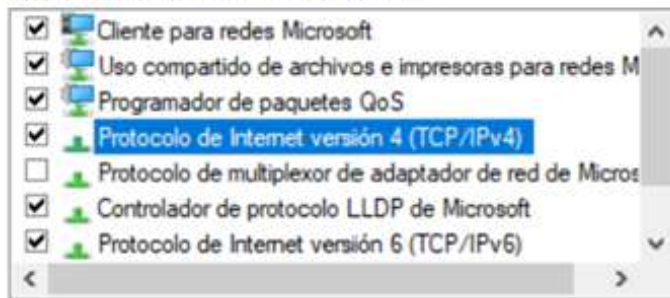 Cliente para redes Microsoft
Uso compartido de archivos e impresoras para redes M
Programador de paquetes QoS
Protocolo de Internet versión 4 (TCP/IPv4)
Protocolo de multiplexor de adaptador de red de Micros
Controlador de protocolo LLDP de Microsoft
Protocolo de Internet versión 6 (TCP/IPv6)